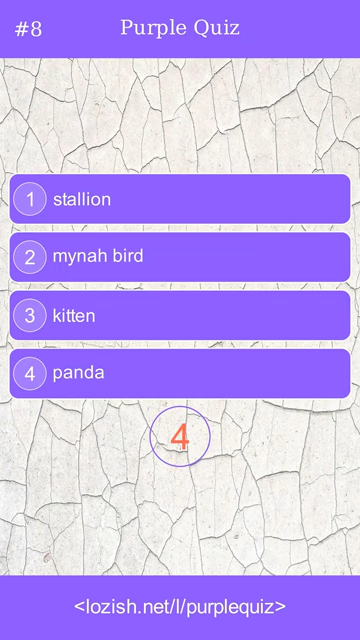 #8 Purple Quiz
1 stallion
2 mynah bird
3 kitten
4 panda
4
<lozish.net/l/purplequiz>